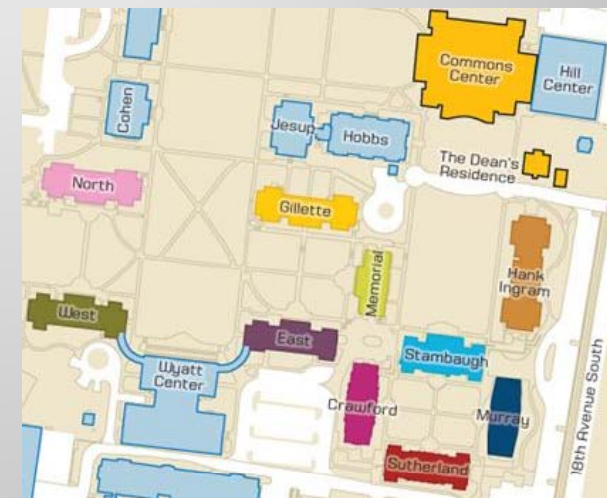 Commons
Center
Hill
Center
Cohen
Jesup
Hobbs
The Dean's
Residence
North
Gillette
Hank
Ingram
Memorial
West
East
Stambaugh
Wyatt
Center
Crawford
Murray
18th Avenue South
Sutherland